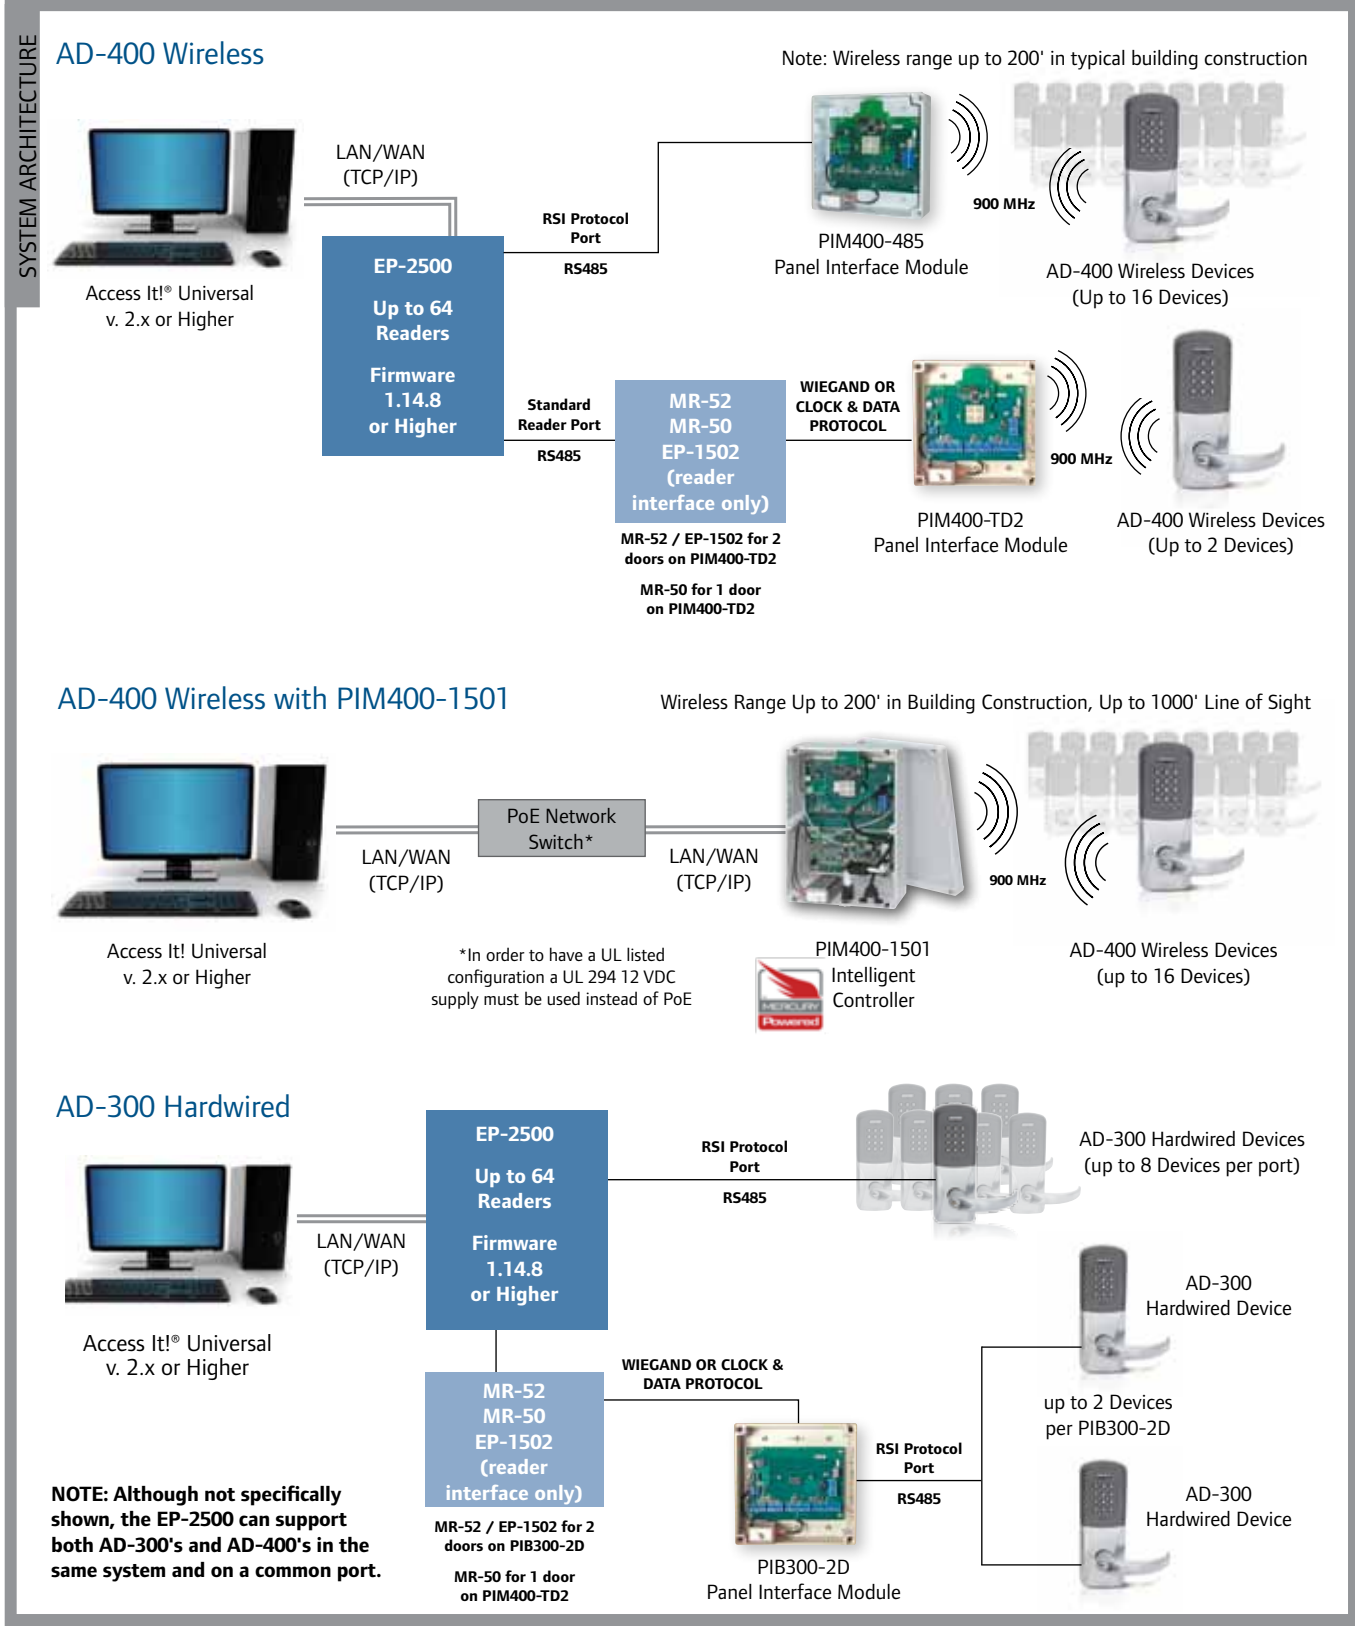 SYSTEM ARCHITECTURE
AD-400 Wireless
Note: Wireless range up to 200' in typical building construction
LAN/WAN
(TCP/IP)
Access It!® Universal
v. 2.x or Higher
EP-2500
Up to 64
Readers
Firmware
1.14.8
or Higher
RSI Protocol
Port
RS485
PIM400-485
Panel Interface Module
900 MHz
AD-400 Wireless Devices
(Up to 16 Devices)
Standard
Reader Port
RS485
MR-52
MR-50
EP-1502
(reader
interface only)
MR-52 / EP-1502 for 2
doors on PIM400-TD2
MR-50 for 1 door
on PIM400-TD2
WIEGAND OR
CLOCK & DATA
PROTOCOL
PIM400-TD2
Panel Interface Module
900 MHz
AD-400 Wireless Devices
(Up to 2 Devices)
AD-400 Wireless with PIM400-1501
Wireless Range Up to 200' in Building Construction, Up to 1000' Line of Sight
Access It! Universal
v. 2.x or Higher
LAN/WAN
(TCP/IP)
PoE Network
Switch*
LAN/WAN
(TCP/IP)
*In order to have a UL listed
configuration a UL 294 12 VDC
supply must be used instead of PoE
PIM400-1501
Intelligent
Controller
MERCURY
Powered
900 MHz
AD-400 Wireless Devices
(up to 16 Devices)
AD-300 Hardwired
Access It!® Universal
v. 2.x or Higher
LAN/WAN
(TCP/IP)
EP-2500
Up to 64
Readers
Firmware
1.14.8
or Higher
RSI Protocol
Port
RS485
AD-300 Hardwired Devices
(up to 8 Devices per port)
MR-52
MR-50
EP-1502
(reader
interface only)
MR-52 / EP-1502 for 2
doors on PIB300-2D
MR-50 for 1 door
on PIM400-TD2
WIEGAND OR CLOCK &
DATA PROTOCOL
PIB300-2D
Panel Interface Module
RSI Protocol
Port
RS485
AD-300
Hardwired Device
up to 2 Devices
per PIB300-2D
AD-300
Hardwired Device
NOTE: Although not specifically
shown, the EP-2500 can support
both AD-300's and AD-400's in the
same system and on a common port.